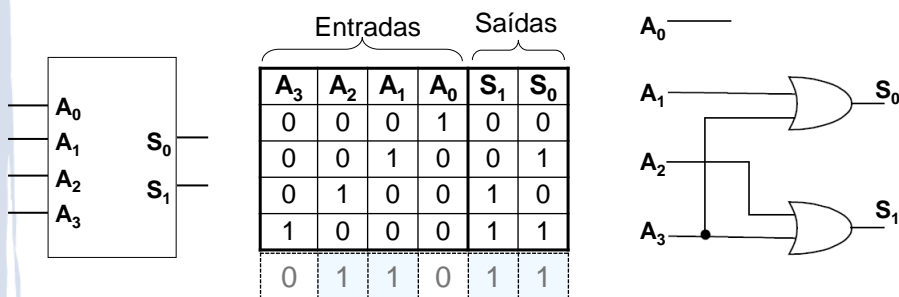 A0
A1
A2
A3
S0
S1
Entradas Saídas
A3 A2 A1 A0 S1 S0
0 0 0 1 0 0
0 0 1 0 0 1
0 1 0 0 1 0
1 0 0 0 1 1
0 1 1 0 1 1
A0
A1
A2
A3
S0
S1